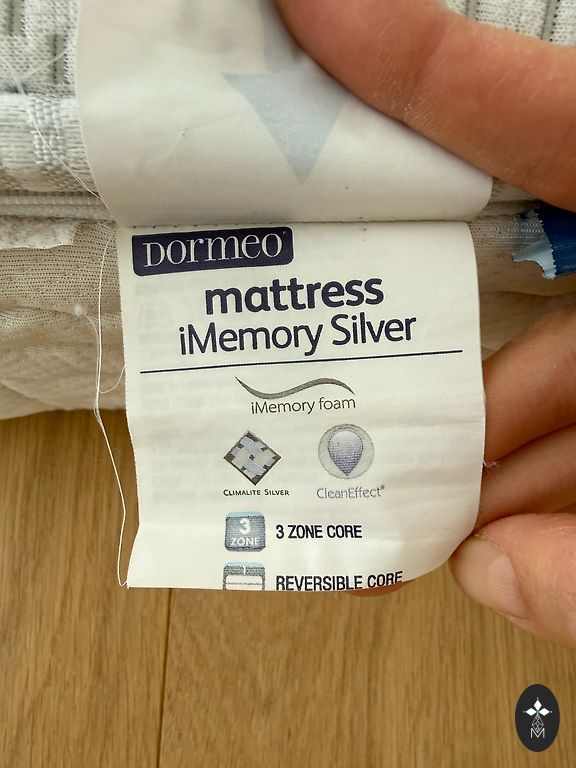 DORMEO
mattress
iMemory Silver
iMemory foam
CLIMALITE SILVER
CleanEffect®
3
ZONE
3 ZONE CORE
REVERSIBLE CORE
M